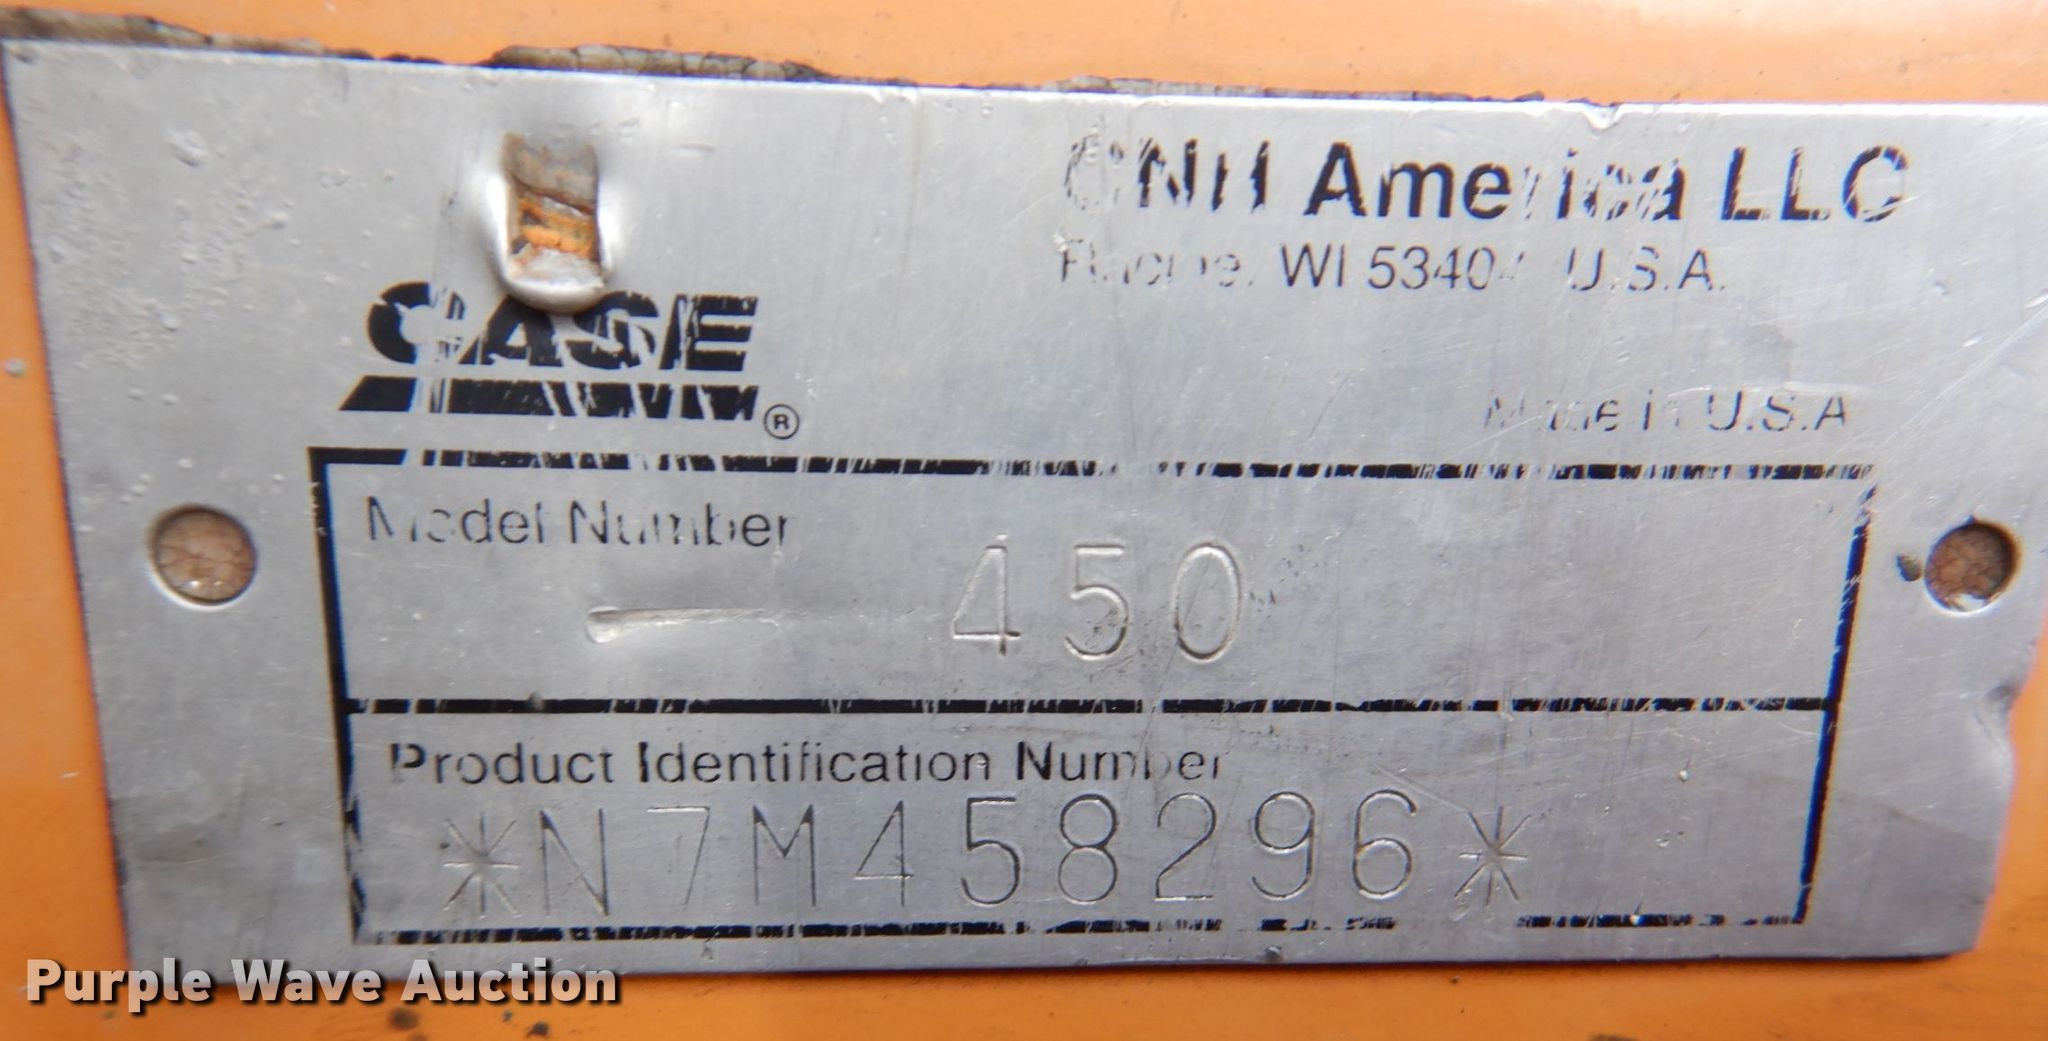 CNH America LLC
Racine, WI 53404 U.S.A.
CASE
®
Made in U.S.A
Model Number
450
Product Identification Number
*N7M458296*
Purple Wave Auction